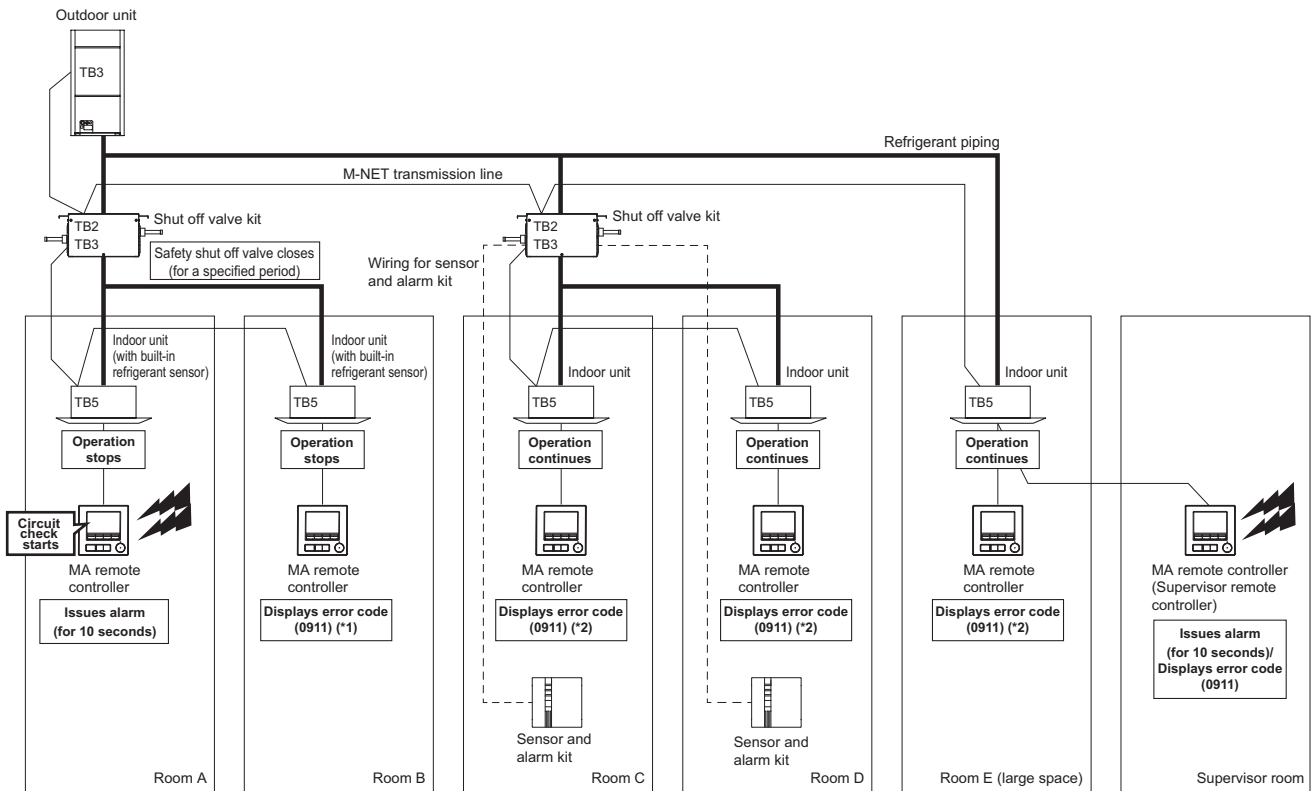 Outdoor unit
TB3
Refrigerant piping
M-NET transmission line
TB2
TB3
Shut off valve kit
Safety shut off valve closes
(for a specified period)
TB2
TB3
Shut off valve kit
Wiring for sensor
and alarm kit
Indoor unit
(with built-in
refrigerant sensor)
TB5
Operation
stops
Circuit
check
starts
MA remote
controller
Issues alarm
(for 10 seconds)
Room A
Indoor unit
(with built-in
refrigerant sensor)
TB5
Operation
stops
MA remote
controller
Displays error code
(0911) (*1)
Room B
Indoor unit
TB5
Operation
continues
MA remote
controller
Displays error code
(0911) (*2)
Sensor and
alarm kit
Room C
Indoor unit
TB5
Operation
continues
MA remote
controller
Displays error code
(0911) (*2)
Sensor and
alarm kit
Room D
Indoor unit
TB5
Operation
continues
MA remote
controller
Displays error code
(0911) (*2)
Room E (large space)
MA remote controller
(Supervisor remote
controller)
Issues alarm
(for 10 seconds)/
Displays error code
(0911)
Supervisor room